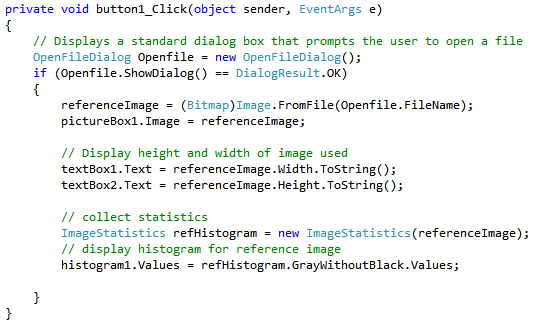 private void button1_Click(object sender, EventArgs e)
{
    // Displays a standard dialog box that prompts the user to open a file
    OpenFileDialog Openfile = new OpenFileDialog();
    if (Openfile.ShowDialog() == DialogResult.OK)
    {
        referenceImage = (Bitmap)Image.FromFile(Openfile.FileName);
        pictureBox1.Image = referenceImage;

        // Display height and width of image used
        textBox1.Text = referenceImage.Width.ToString();
        textBox2.Text = referenceImage.Height.ToString();

        // collect statistics
        ImageStatistics refHistogram = new ImageStatistics(referenceImage);
        // display histogram for reference image
        histogram1.Values = refHistogram.GrayWithoutBlack.Values;

    }
}